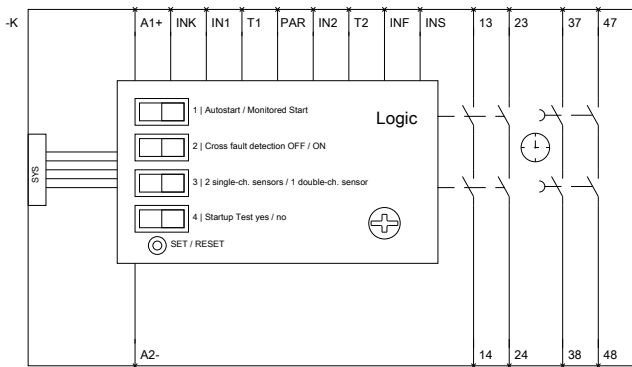 -K A1+ INK IN1 T1 PAR IN2 T2 INF INS 13 23 37 47
1 | Autostart / Monitored Start
Logic
2 | Cross fault detection OFF / ON
SYS
3 | 2 single-ch. sensors / 1 double-ch. sensor
4 | Startup Test yes / no
SET / RESET
A2- 14 24 38 48